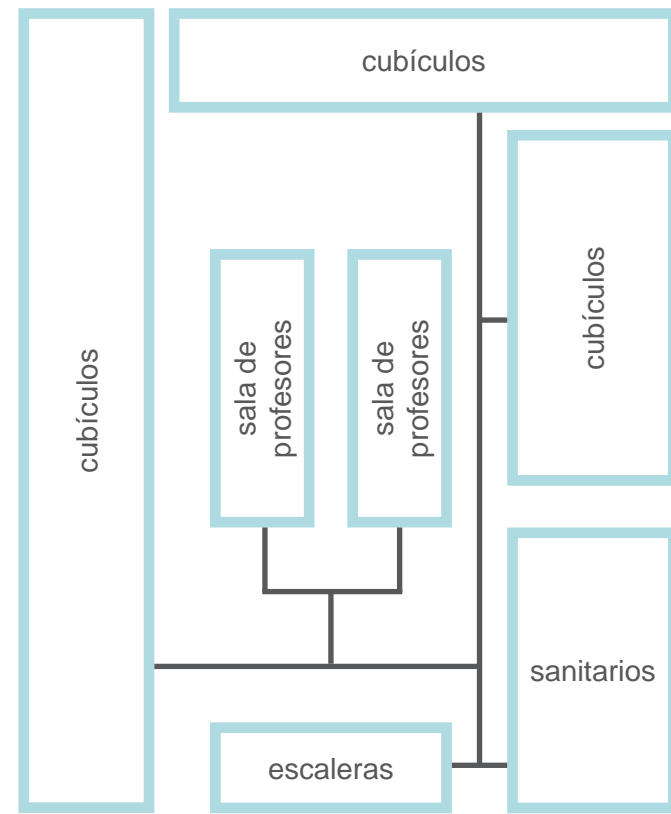 cubículos
cubículos
cubículos
sala de
profesores
sala de
profesores
sanitarios
escaleras